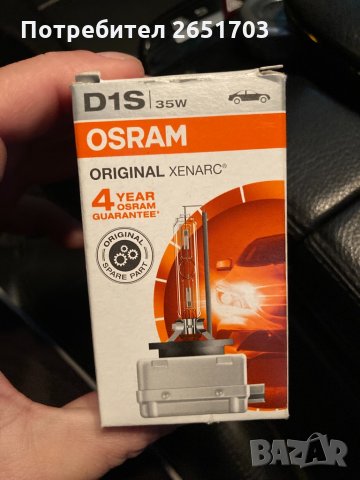 Потребител 2651703
D1S 35W
OSRAM
ORIGINAL XENARC®
4 YEAR
OSRAM
GUARANTEE*
ORIGINAL
SPARE PART
BAZAR